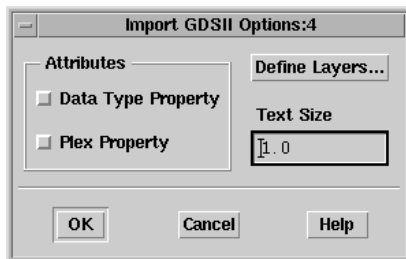 Import GDSII Options:4
Attributes
Define Layers...
Data Type Property
Text Size
Plex Property
1.0
OK Cancel Help